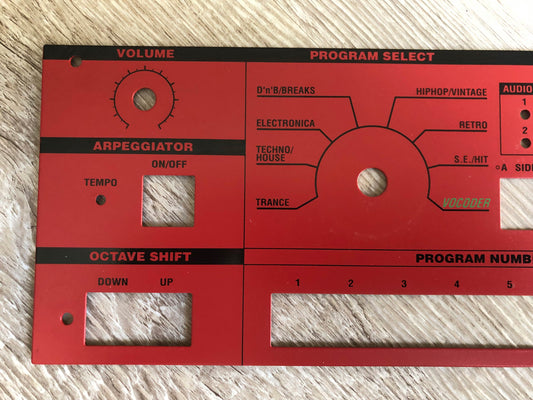 VOLUME
PROGRAM SELECT
D'n'B/BREAKS
HIPHOP/VINTAGE
AUDIO
1
ELECTRONICA
RETRO
2
ARPEGGIATOR
TECHNO/
HOUSE
S.E./HIT
A SIDE
ON/OFF
TEMPO
TRANCE
VOCODER
OCTAVE SHIFT
PROGRAM NUMB
DOWN UP
1 2 3 4 5